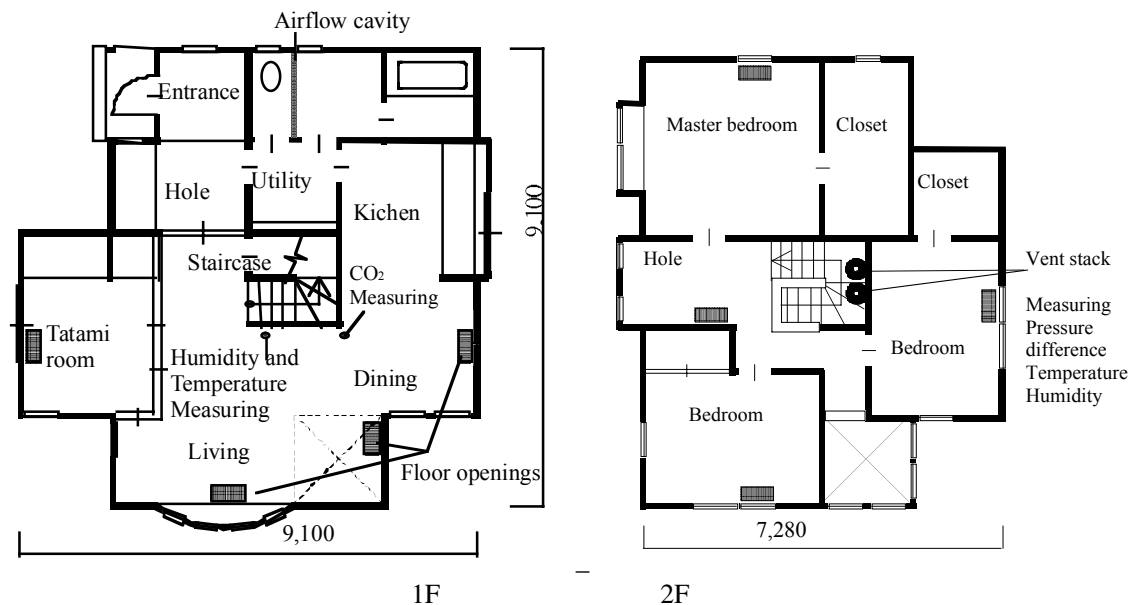 Airflow cavity
Entrance
Hole
Utility
Kichen
Staircase
CO₂
Measuring
Tatami
room
Humidity and
Temperature
Measuring
Dining
Living
Floor openings
9,100
9,100
1F
Master bedroom
Closet
Closet
Hole
Vent stack
Measuring
Pressure
difference
Temperature
Humidity
Bedroom
Bedroom
7,280
2F